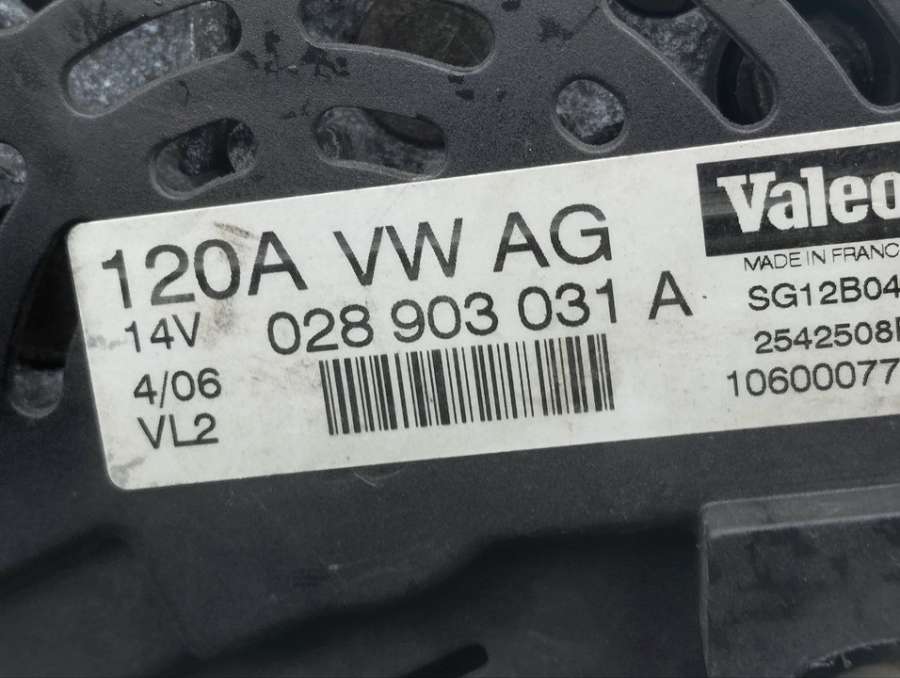 120A VW AG
14V 028 903 031 A
4/06
VL2
Valeo
MADE IN FRANC
SG12B04
2542508
10600077